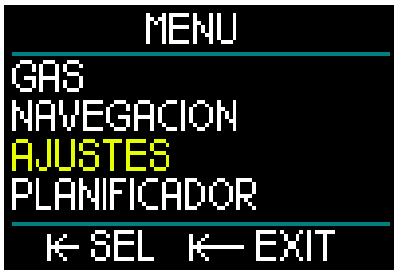 MENU
GAS
NAVEGACION
AJUSTES
PLANIFICADOR
SEL EXIT